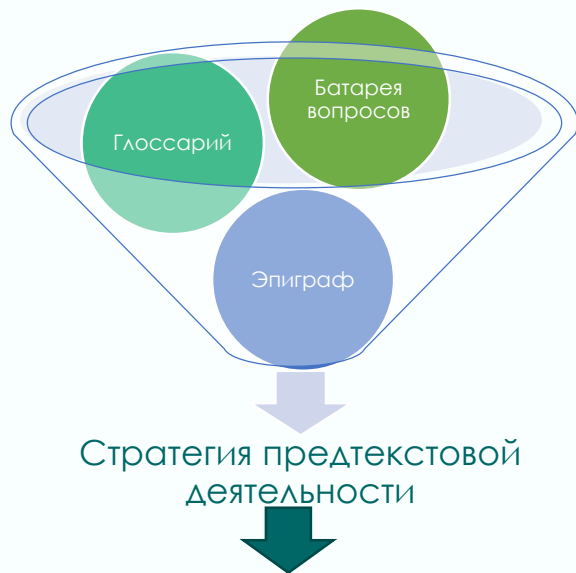 Батарея
вопросов
Глоссарий
Эпиграф
Стратегия предтекстовой
деятельности